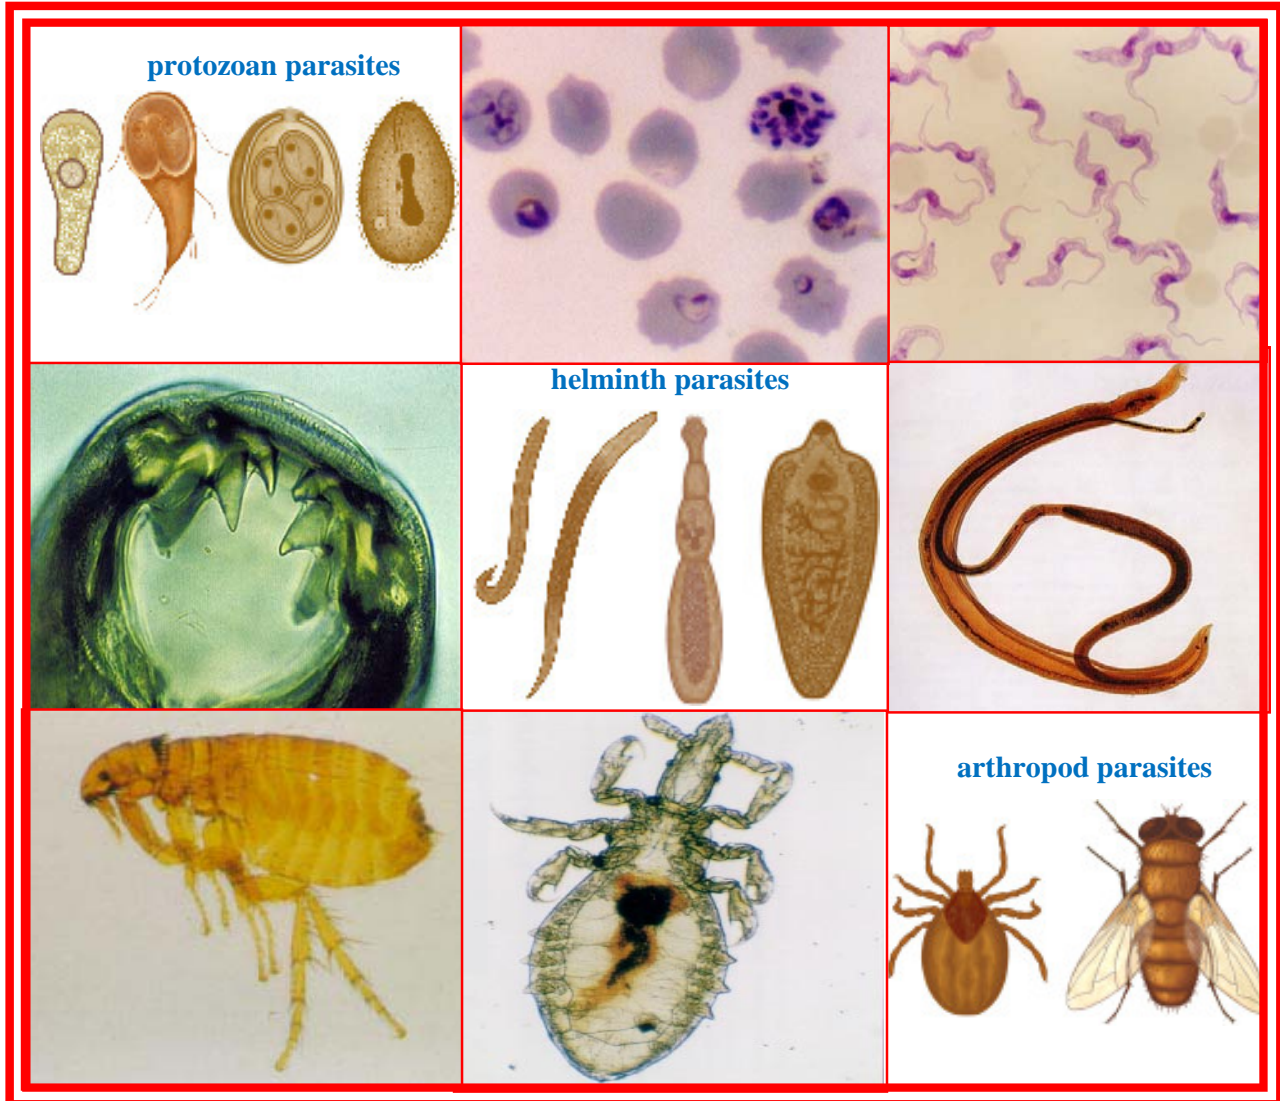 protozoan parasites
helminth parasites
arthropod parasites